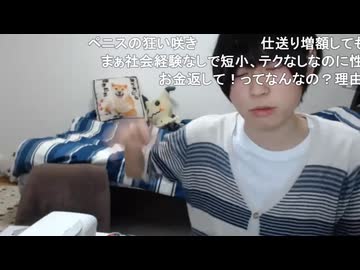 ペニスの狂い咲き 仕送り増額しても
まぁ社会経験なしで短小、テクなしなのに性
お金返して！ってなんなの？理由